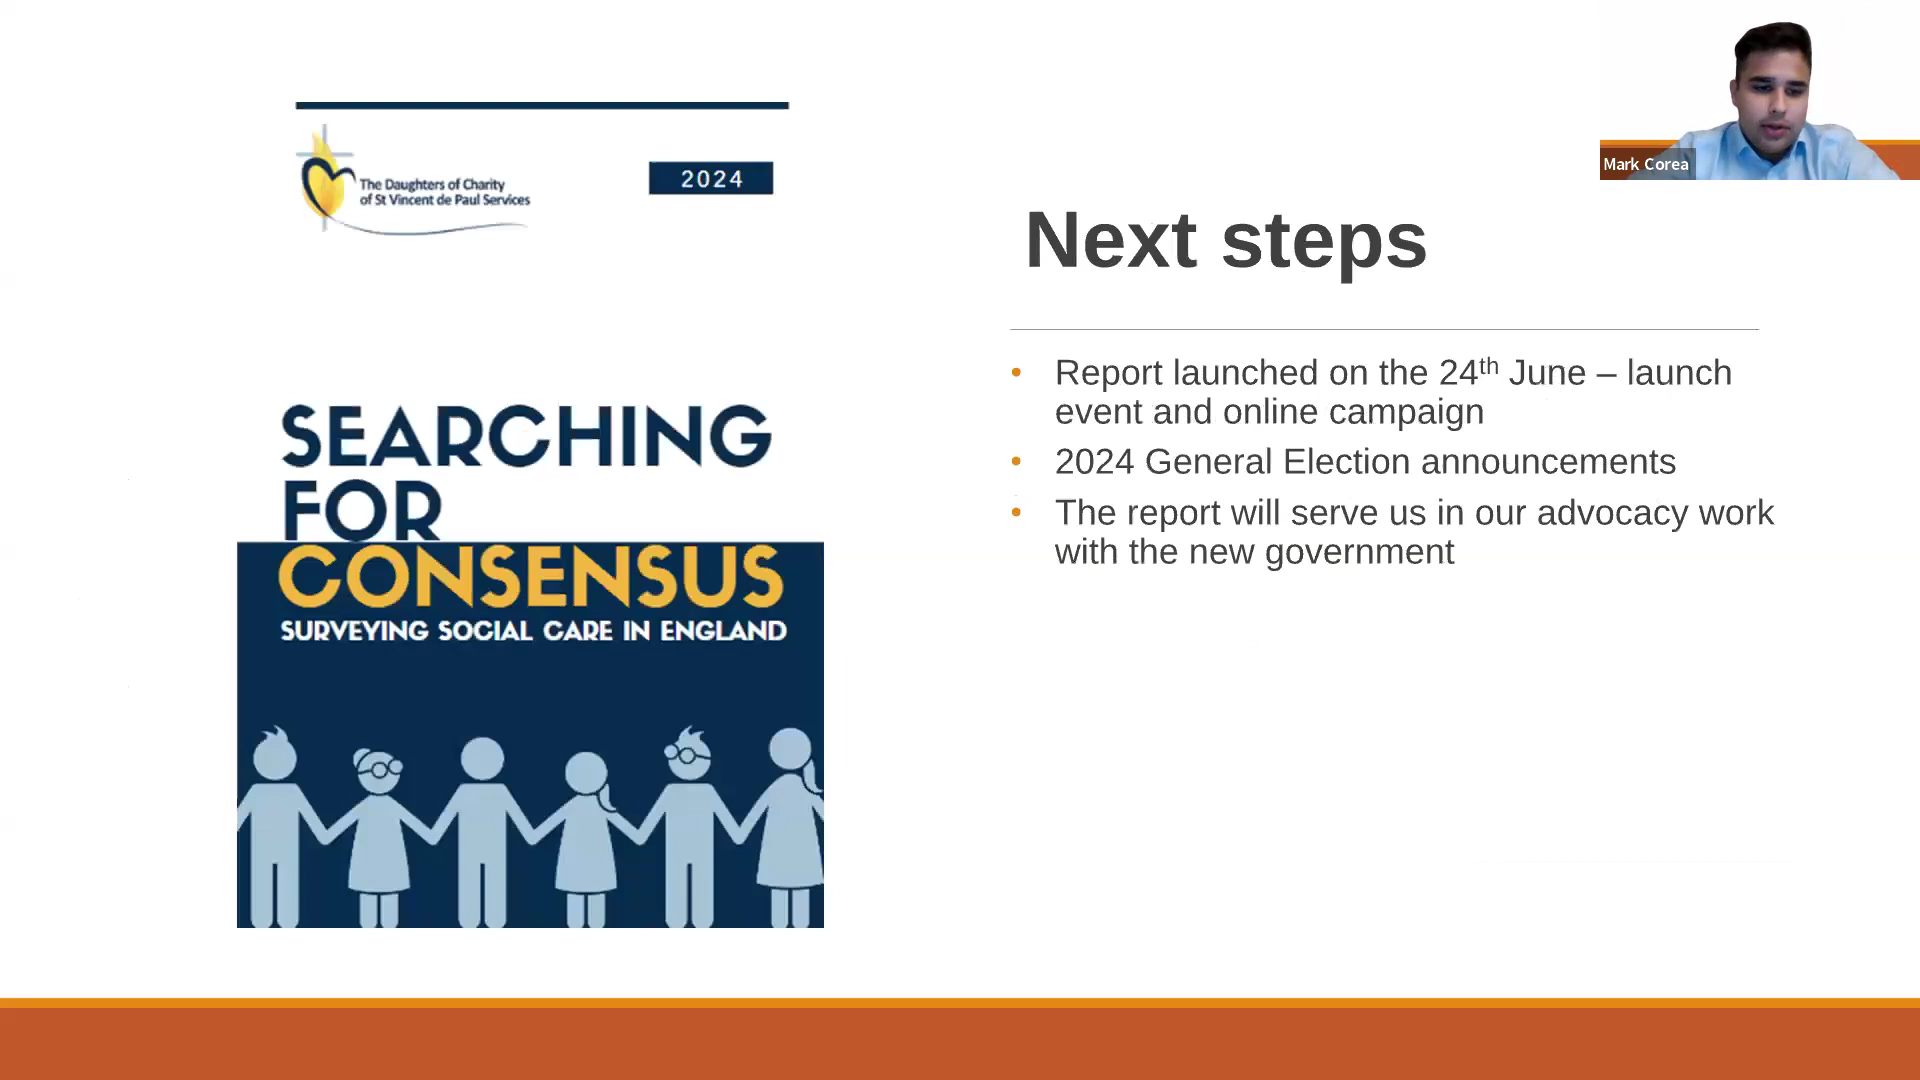 The Daughters of Charity
of St Vincent de Paul Services
2024
SEARCHING
FOR
CONSENSUS
SURVEYING SOCIAL CARE IN ENGLAND
Mark Corea
Next steps
• Report launched on the 24th June – launch
event and online campaign
• 2024 General Election announcements
• The report will serve us in our advocacy work
with the new government